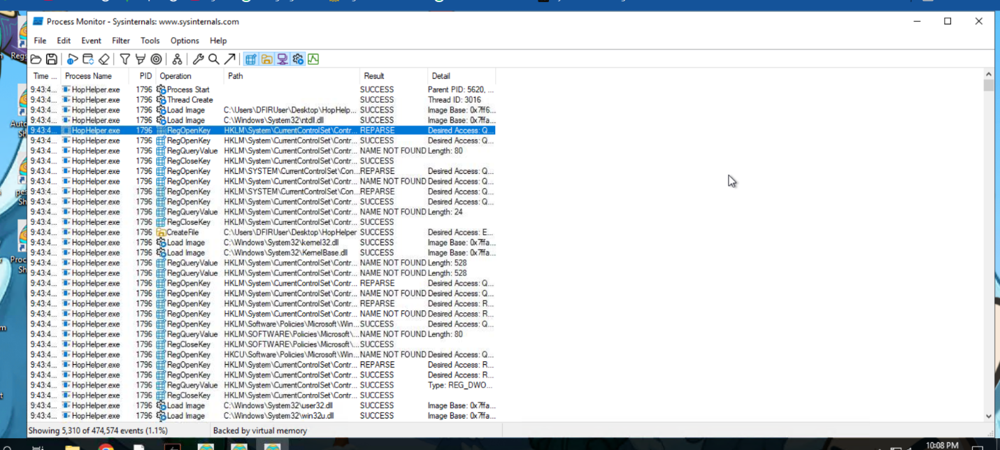 Process Monitor - Sysinternals: www.sysinternals.com
File Edit Event Filter Tools Options Help
Time ... Process Name PID Operation Path Result Detail
9:43:4... HopHelper.exe 1796 Process Start SUCCESS Parent PID: 5620, ...
9:43:4... HopHelper.exe 1796 Thread Create SUCCESS Thread ID: 3016
9:43:4... HopHelper.exe 1796 Load Image C:\Users\DFIRUser\Desktop\HopHelp... SUCCESS Image Base: 0x7ff6...
9:43:4... HopHelper.exe 1796 Load Image C:\Windows\System32\ntdll.dll SUCCESS Image Base: 0x7ffa...
9:43:4... HopHelper.exe 1796 RegOpenKey HKLM\System\CurrentControlSet\Contr... REPARSE Desired Access: Q...
9:43:4... HopHelper.exe 1796 RegOpenKey HKLM\System\CurrentControlSet\Contr... SUCCESS Desired Access: Q...
9:43:4... HopHelper.exe 1796 RegQueryValue HKLM\System\CurrentControlSet\Contr... NAME NOT FOUND Length: 80
9:43:4... HopHelper.exe 1796 RegCloseKey HKLM\System\CurrentControlSet\Contr... SUCCESS
9:43:4... HopHelper.exe 1796 RegOpenKey HKLM\SYSTEM\CurrentControlSet\Con... REPARSE Desired Access: Q...
9:43:4... HopHelper.exe 1796 RegOpenKey HKLM\System\CurrentControlSet\Contr... NAME NOT FOUND Desired Access: Q...
9:43:4... HopHelper.exe 1796 RegOpenKey HKLM\SYSTEM\CurrentControlSet\Con... REPARSE Desired Access: Q...
9:43:4... HopHelper.exe 1796 RegOpenKey HKLM\System\CurrentControlSet\Contr... SUCCESS Desired Access: Q...
9:43:4... HopHelper.exe 1796 RegQueryValue HKLM\System\CurrentControlSet\Contr... NAME NOT FOUND Length: 24
9:43:4... HopHelper.exe 1796 RegCloseKey HKLM\System\CurrentControlSet\Contr... SUCCESS
9:43:4... HopHelper.exe 1796 CreateFile C:\Users\DFIRUser\Desktop\HopHelper SUCCESS Desired Access: E...
9:43:4... HopHelper.exe 1796 Load Image C:\Windows\System32\kernel32.dll SUCCESS Image Base: 0x7ffa...
9:43:4... HopHelper.exe 1796 Load Image C:\Windows\System32\KernelBase.dll SUCCESS Image Base: 0x7ffa...
9:43:4... HopHelper.exe 1796 RegQueryValue HKLM\System\CurrentControlSet\Contr... NAME NOT FOUND Length: 528
9:43:4... HopHelper.exe 1796 RegQueryValue HKLM\System\CurrentControlSet\Contr... NAME NOT FOUND Length: 528
9:43:4... HopHelper.exe 1796 RegOpenKey HKLM\System\CurrentControlSet\Contr... REPARSE Desired Access: Q...
9:43:4... HopHelper.exe 1796 RegOpenKey HKLM\System\CurrentControlSet\Contr... NAME NOT FOUND Desired Access: Q...
9:43:4... HopHelper.exe 1796 RegOpenKey HKLM\System\CurrentControlSet\Contr... REPARSE Desired Access: R...
9:43:4... HopHelper.exe 1796 RegOpenKey HKLM\System\CurrentControlSet\Contr... NAME NOT FOUND Desired Access: R...
9:43:4... HopHelper.exe 1796 RegOpenKey HKLM\Software\Policies\Microsoft\Win... SUCCESS Desired Access: Q...
9:43:4... HopHelper.exe 1796 RegQueryValue HKLM\SOFTWARE\Policies\Microsoft\... NAME NOT FOUND Length: 80
9:43:4... HopHelper.exe 1796 RegCloseKey HKLM\SOFTWARE\Policies\Microsoft\... SUCCESS
9:43:4... HopHelper.exe 1796 RegOpenKey HKCU\Software\Policies\Microsoft\Win... NAME NOT FOUND Desired Access: Q...
9:43:4... HopHelper.exe 1796 RegOpenKey HKLM\System\CurrentControlSet\Contr... REPARSE Desired Access: R...
9:43:4... HopHelper.exe 1796 RegOpenKey HKLM\System\CurrentControlSet\Contr... SUCCESS Desired Access: R...
9:43:4... HopHelper.exe 1796 RegQueryValue HKLM\System\CurrentControlSet\Contr... SUCCESS Type: REG_DWO...
9:43:4... HopHelper.exe 1796 RegCloseKey HKLM\System\CurrentControlSet\Contr... SUCCESS
9:43:4... HopHelper.exe 1796 Load Image C:\Windows\System32\user32.dll SUCCESS Image Base: 0x7ffa...
9:43:4... HopHelper.exe 1796 Load Image C:\Windows\System32\win32u.dll SUCCESS Image Base: 0x7ffa...
Showing 5,310 of 474,574 events (1.1%) Backed by virtual memory
10:08 PM